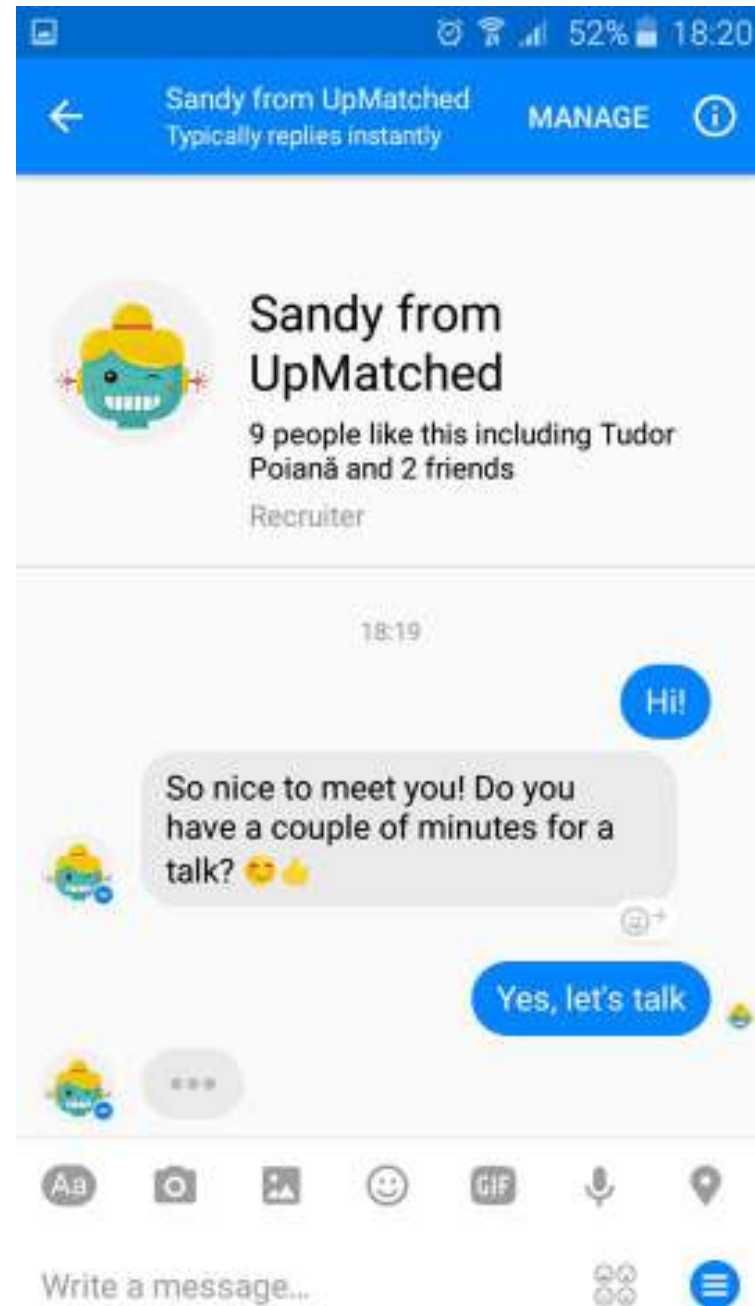 52% 18:20
Sandy from UpMatched
Typically replies instantly
MANAGE
Sandy from
UpMatched
9 people like this including Tudor
Poiană and 2 friends
Recruiter
18:19
Hi!
So nice to meet you! Do you
have a couple of minutes for a
talk? 😊👍
Yes, let's talk
Aa
GIF
Write a message...